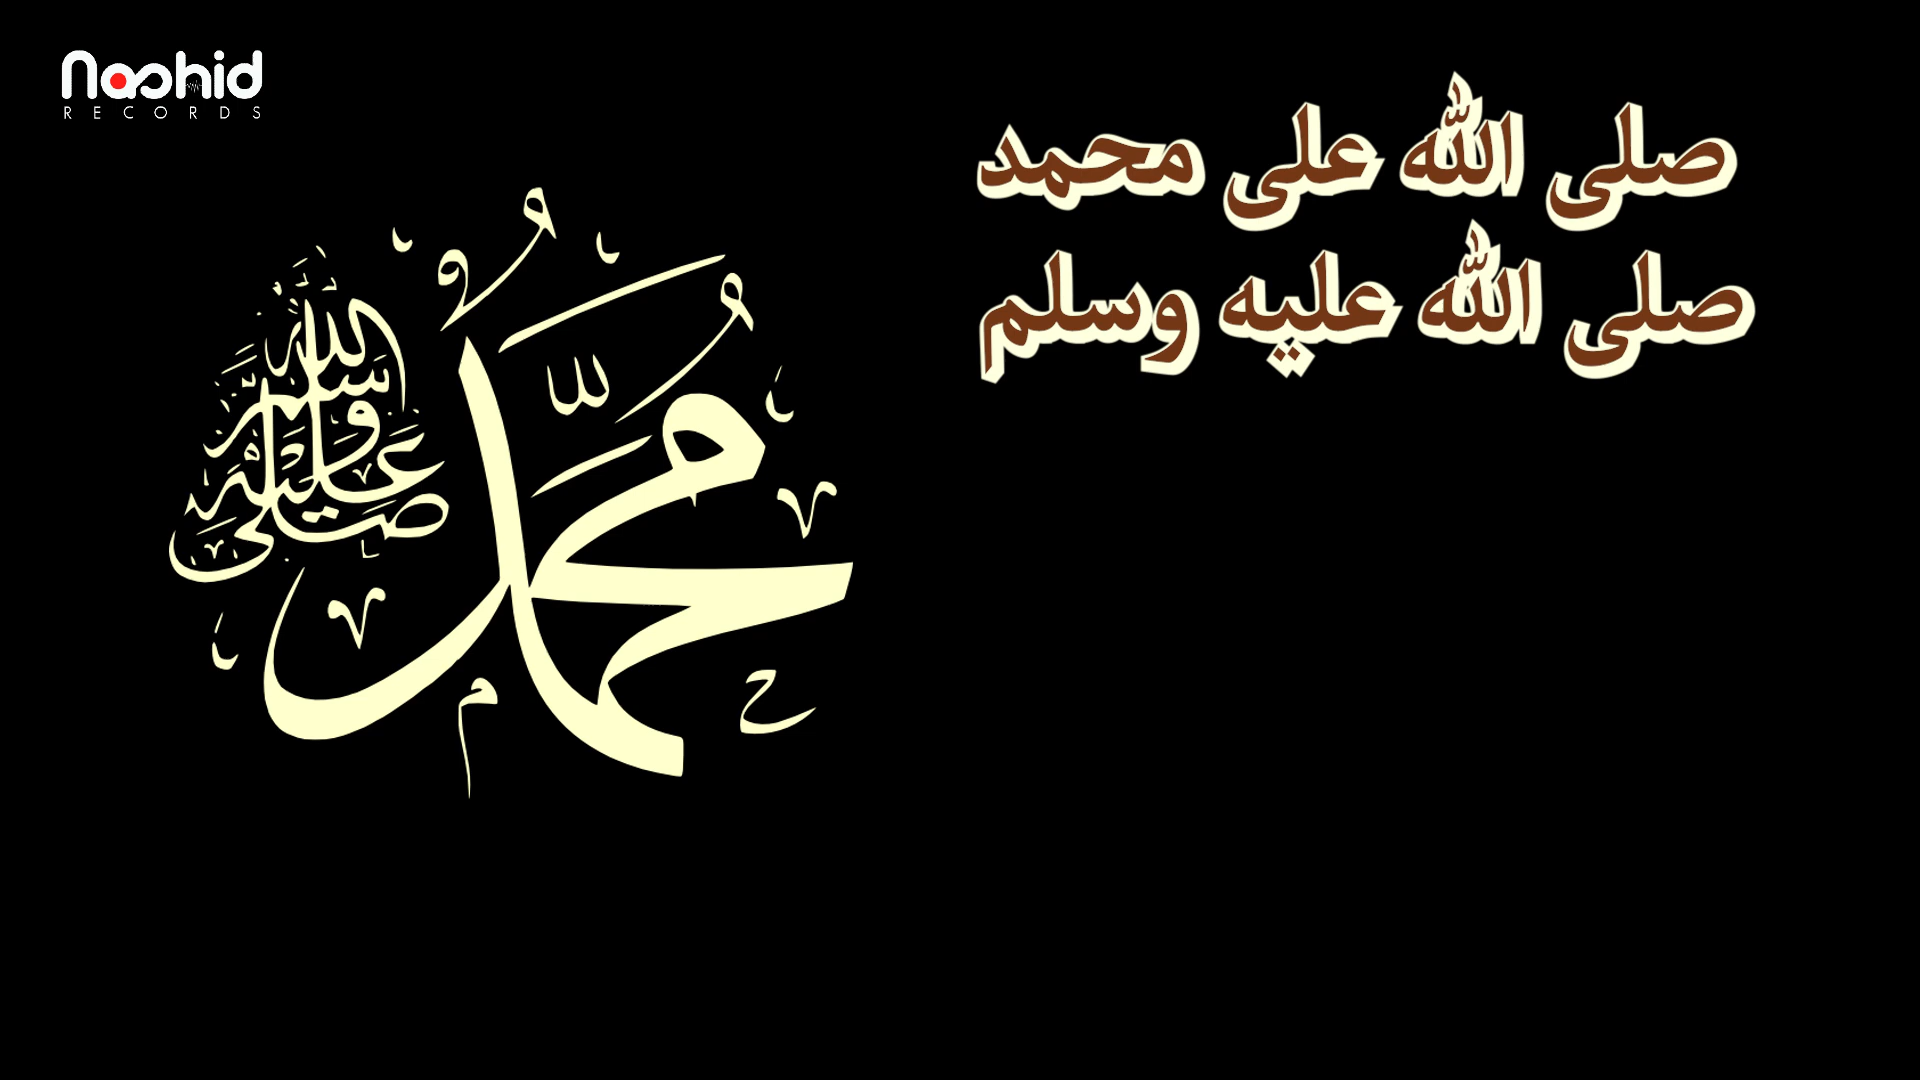 Nashid
RECORDS
صلى الله على محمد
صلى الله عليه وسلم
محمد
صلى الله عليه وسلم